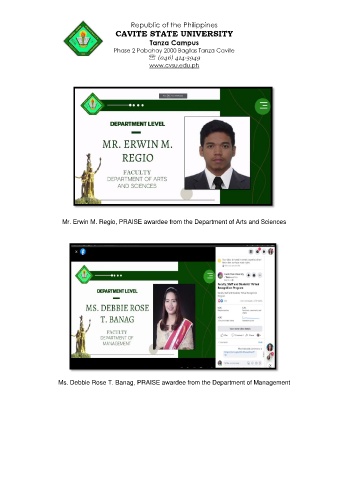 Republic of the Philippines
CAVITE STATE UNIVERSITY
Tanza Campus
Phase 2 Pabahay 2000 Bagtas Tanza Cavite
☏ (046) 424-3949
www.cvsu.edu.ph
DEPARTMENT LEVEL
MR. ERWIN M.
REGIO
FACULTY
DEPARTMENT OF ARTS
AND SCIENCES
Mr. Erwin M. Regio, PRAISE awardee from the Department of Arts and Sciences
DEPARTMENT LEVEL
MS. DEBBIE ROSE
T. BANAG
FACULTY
DEPARTMENT OF
MANAGEMENT
Ms. Debbie Rose T. Banag, PRAISE awardee from the Department of Management